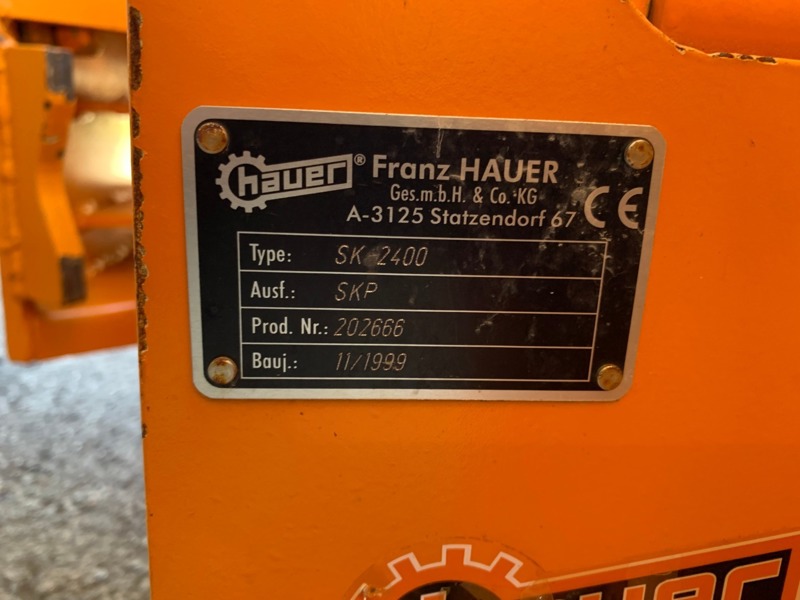 hauer® Franz HAUER
Ges.m.b.H. & Co. KG
A-3125 Statzendorf 67 CE
Type: SK 2400
Ausf.: SKP
Prod. Nr.: 202666
Bauj.: 11/1999
hauer